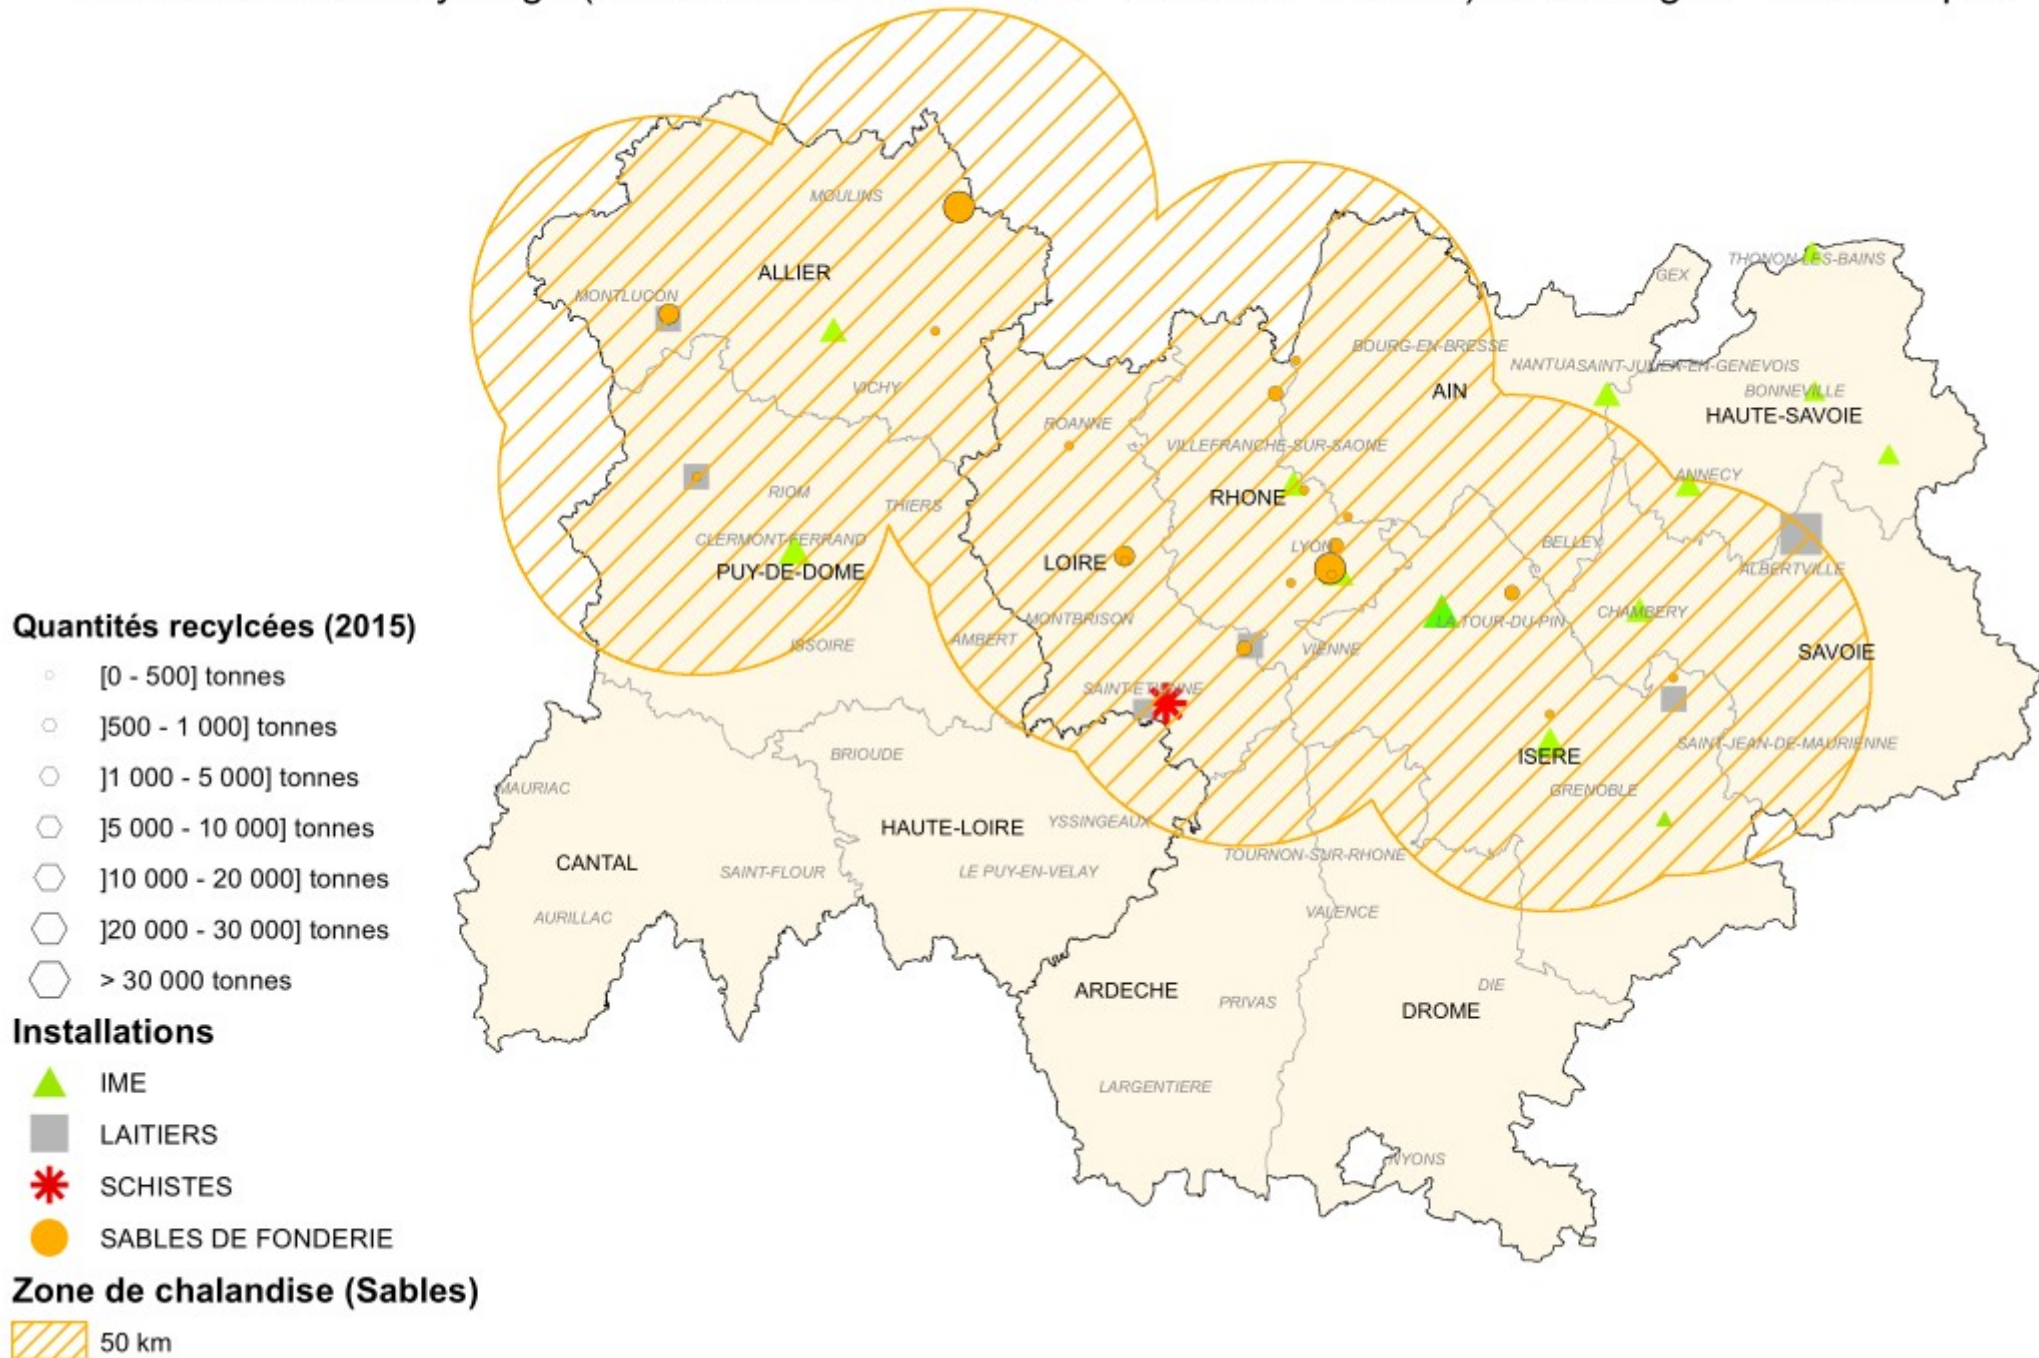 MOULINS
ALLIER
MONTLUCON
VICHY
THONON-LES-BAINS
GEX
BOURG-EN-BRESSE
NANTUA
SAINT-JULIEN-EN-GENEVOIS
BONNEVILLE
AIN
HAUTE-SAVOIE
ROANNE
VILLEFRANCHE-SUR-SAONE
ANNECY
RIOM
RHONE
THIERS
CLERMONT-FERRAND
LYON
BELLEY
PUY-DE-DOME
LOIRE
ALBERTVILLE
MONTBRISON
LA TOUR-DU-PIN
CHAMBERY
ISSOIRE
AMBERT
VIENNE
SAVOIE
SAINT-ETIENNE
BRIOUDE
ISERE
SAINT-JEAN-DE-MAURIENNE
MAURIAC
GRENOBLE
HAUTE-LOIRE
YSSINGEAUX
CANTAL
SAINT-FLOUR
LE PUY-EN-VELAY
TOURNON-SUR-RHONE
AURILLAC
VALENCE
ARDECHE
PRIVAS
DIE
DROME
LARGENTIERE
NYONS
Quantités recylcées (2015)
[0 - 500] tonnes
]500 - 1 000] tonnes
]1 000 - 5 000] tonnes
]5 000 - 10 000] tonnes
]10 000 - 20 000] tonnes
]20 000 - 30 000] tonnes
> 30 000 tonnes
Installations
IME
LAITIERS
SCHISTES
SABLES DE FONDERIE
Zone de chalandise (Sables)
50 km